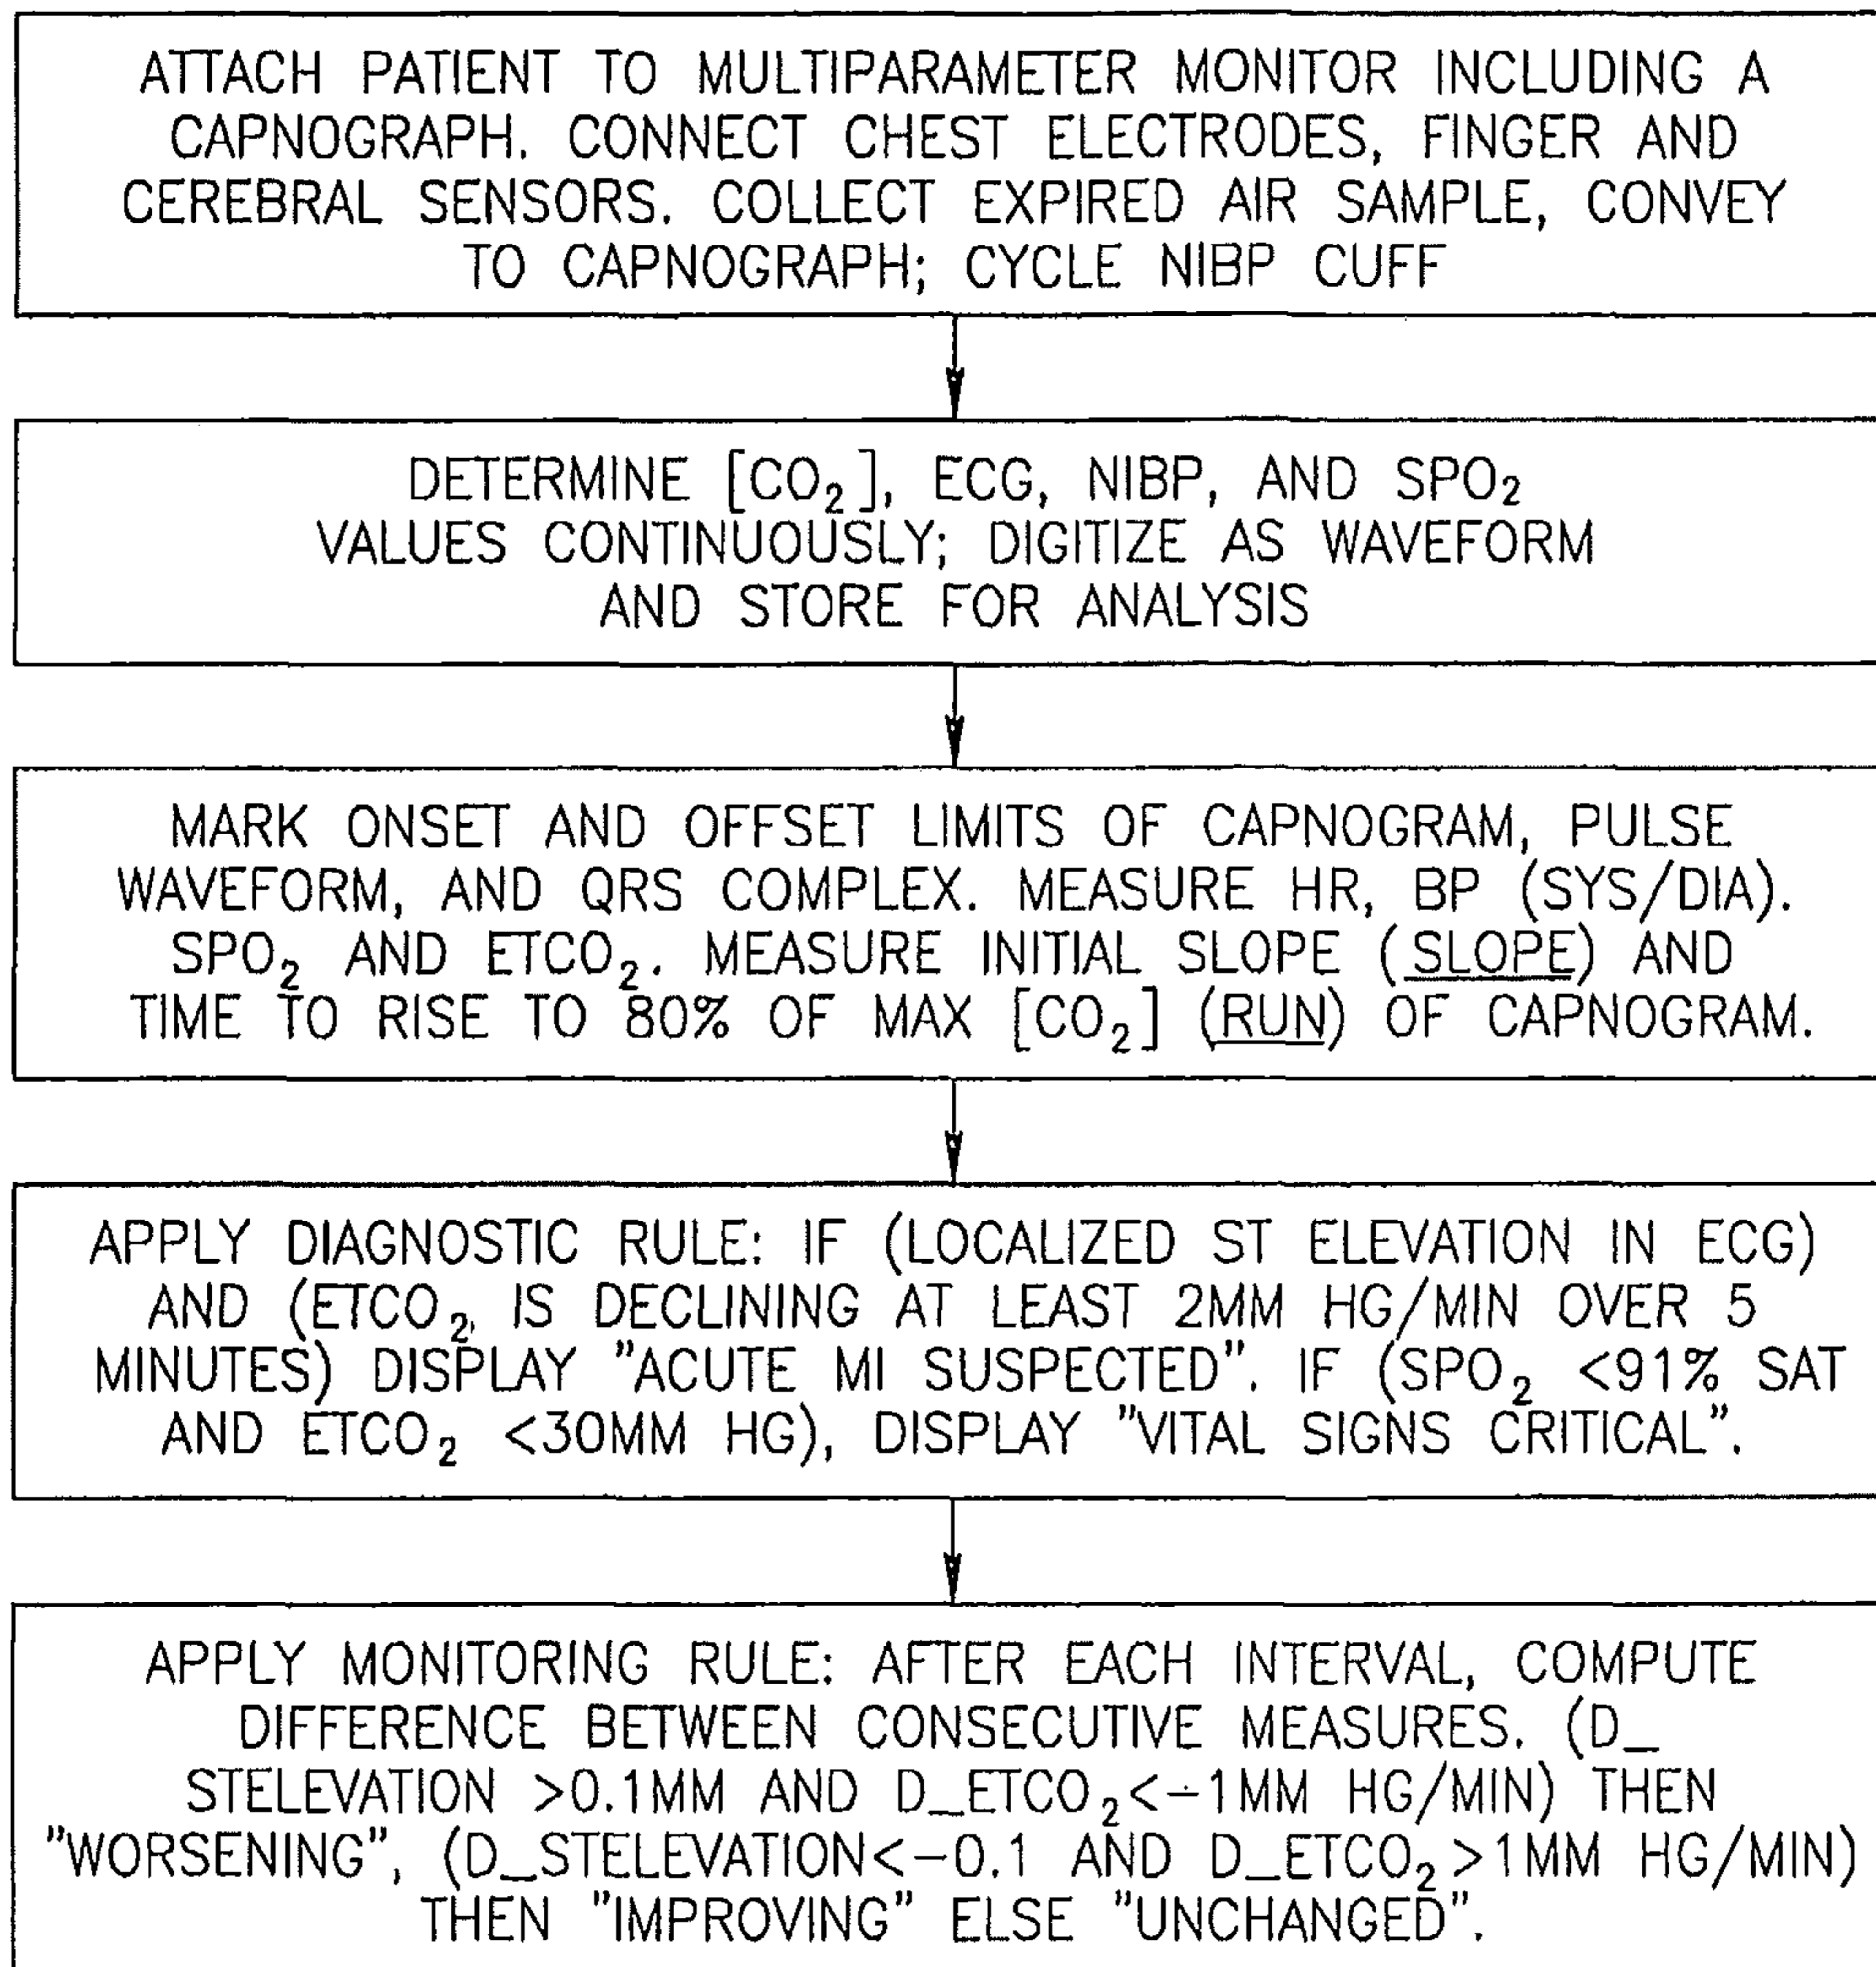 ATTACH PATIENT TO MULTIPARAMETER MONITOR INCLUDING A
CAPNOGRAPH. CONNECT CHEST ELECTRODES, FINGER AND
CEREBRAL SENSORS. COLLECT EXPIRED AIR SAMPLE, CONVEY
TO CAPNOGRAPH; CYCLE NIBP CUFF
DETERMINE [CO₂], ECG, NIBP, AND SPO₂
VALUES CONTINUOUSLY; DIGITIZE AS WAVEFORM
AND STORE FOR ANALYSIS
MARK ONSET AND OFFSET LIMITS OF CAPNOGRAM, PULSE
WAVEFORM, AND QRS COMPLEX. MEASURE HR, BP (SYS/DIA).
SPO₂ AND ETCO₂. MEASURE INITIAL SLOPE (SLOPE) AND
TIME TO RISE TO 80% OF MAX [CO₂] (RUN) OF CAPNOGRAM.
APPLY DIAGNOSTIC RULE: IF (LOCALIZED ST ELEVATION IN ECG)
AND (ETCO₂, IS DECLINING AT LEAST 2MM HG/MIN OVER 5
MINUTES) DISPLAY "ACUTE MI SUSPECTED". IF (SPO₂ <91% SAT
AND ETCO₂ <30MM HG), DISPLAY "VITAL SIGNS CRITICAL".
APPLY MONITORING RULE: AFTER EACH INTERVAL, COMPUTE
DIFFERENCE BETWEEN CONSECUTIVE MEASURES. (D_
STELEVATION >0.1MM AND D_ETCO₂<-1MM HG/MIN) THEN
"WORSENING", (D_STELEVATION<-0.1 AND D_ETCO₂>1MM HG/MIN)
THEN "IMPROVING" ELSE "UNCHANGED".